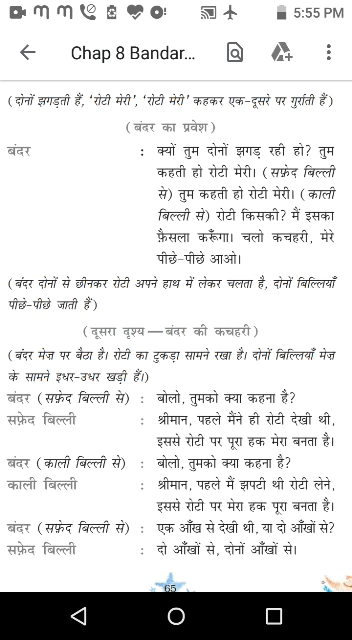 5:55 PM
Chap 8 Bandar...
(दोनों झगड़ती हैं, 'रोटी मेरी', 'रोटी मेरी' कहकर एक-दूसरे पर गुर्राती हैं)
(बंदर का प्रवेश)
बंदर : क्यों तुम दोनों झगड़ रही हो? तुम
कहती हो रोटी मेरी। (सफ़ेद बिल्ली
से) तुम कहती हो रोटी मेरी। (काली
बिल्ली से) रोटी किसकी? मैं इसका
फ़ैसला करूँगा। चलो कचहरी, मेरे
पीछे-पीछे आओ।
(बंदर दोनों से छीनकर रोटी अपने हाथ में लेकर चलता है, दोनों बिल्लियाँ
पीछे-पीछे जाती हैं)
(दूसरा दृश्य—बंदर की कचहरी)
(बंदर मेज़ पर बैठा है। रोटी का टुकड़ा सामने रखा है। दोनों बिल्लियाँ मेज़
के सामने इधर-उधर खड़ी हैं।)
बंदर (सफ़ेद बिल्ली से) : बोलो, तुमको क्या कहना है?
सफ़ेद बिल्ली : श्रीमान, पहले मैंने ही रोटी देखी थी,
इससे रोटी पर पूरा हक मेरा बनता है।
बंदर (काली बिल्ली से) : बोलो, तुमको क्या कहना है?
काली बिल्ली : श्रीमान, पहले मैं झपटी थी रोटी लेने,
इससे रोटी पर मेरा हक पूरा बनता है।
बंदर (सफ़ेद बिल्ली से) : एक आँख से देखी थी, या दो आँखों से?
सफ़ेद बिल्ली : दो आँखों से, दोनों आँखों से।
65